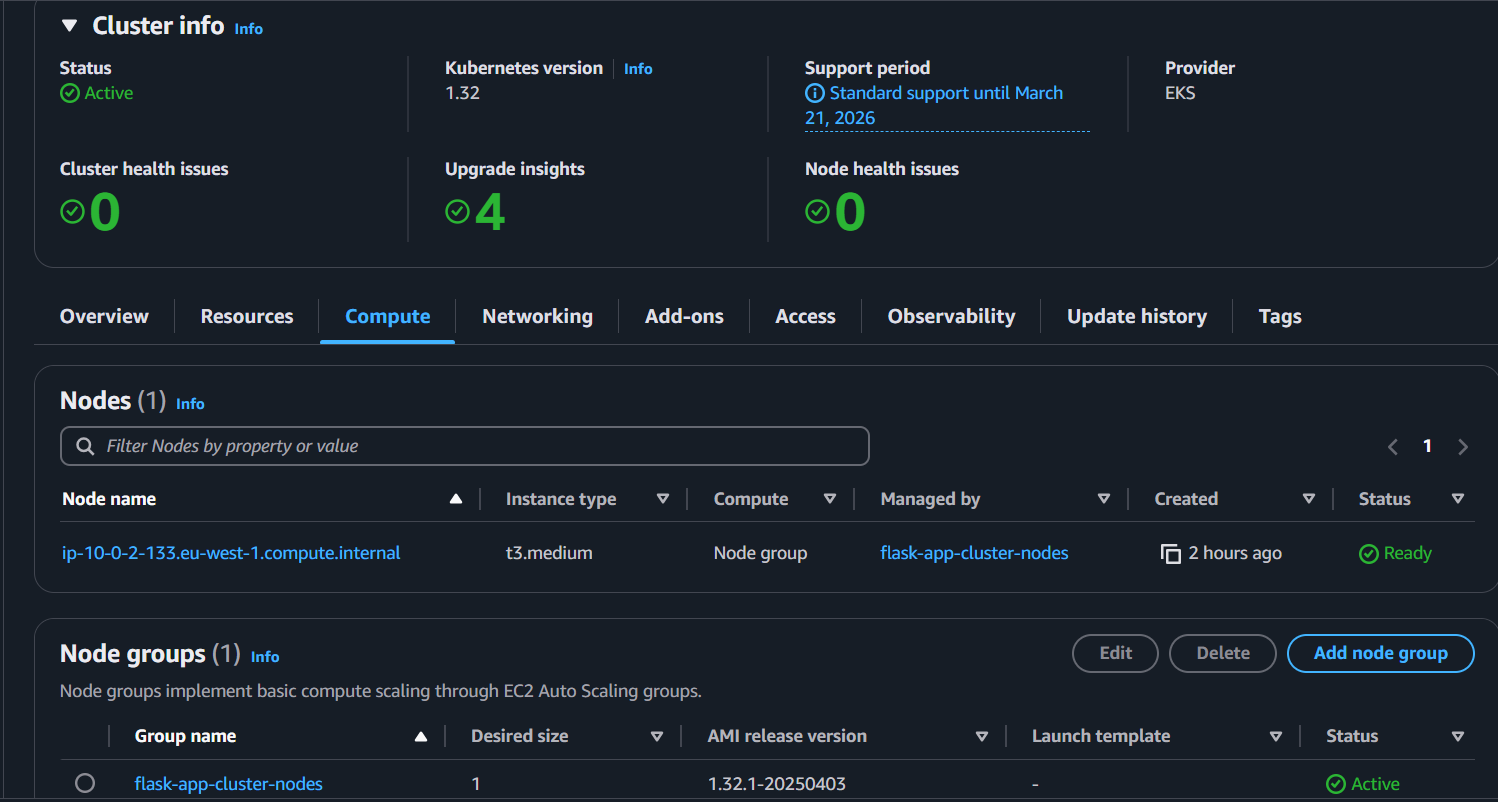 Cluster info Info
Status
Active
Kubernetes version Info
1.32
Support period
Standard support until March
21, 2026
Provider
EKS
Cluster health issues
0
Upgrade insights
4
Node health issues
0
Overview Resources Compute Networking Add-ons Access Observability Update history Tags
Nodes (1) Info
Filter Nodes by property or value
1
Node name Instance type Compute Managed by Created Status
ip-10-0-2-133.eu-west-1.compute.internal t3.medium Node group flask-app-cluster-nodes 2 hours ago Ready
Node groups (1) Info
Edit Delete Add node group
Node groups implement basic compute scaling through EC2 Auto Scaling groups.
Group name Desired size AMI release version Launch template Status
flask-app-cluster-nodes 1 1.32.1-20250403 - Active